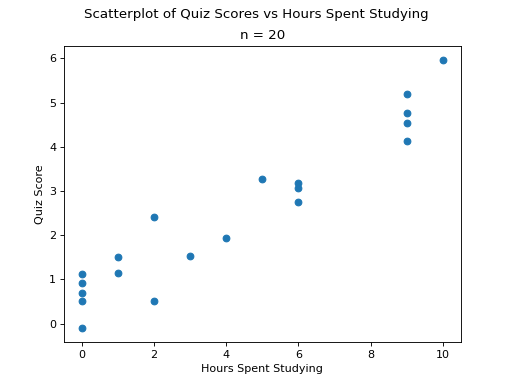 Scatterplot of Quiz Scores vs Hours Spent Studying
n = 20
6
5
4
3
2
1
0
Quiz Score
0 2 4 6 8 10
Hours Spent Studying